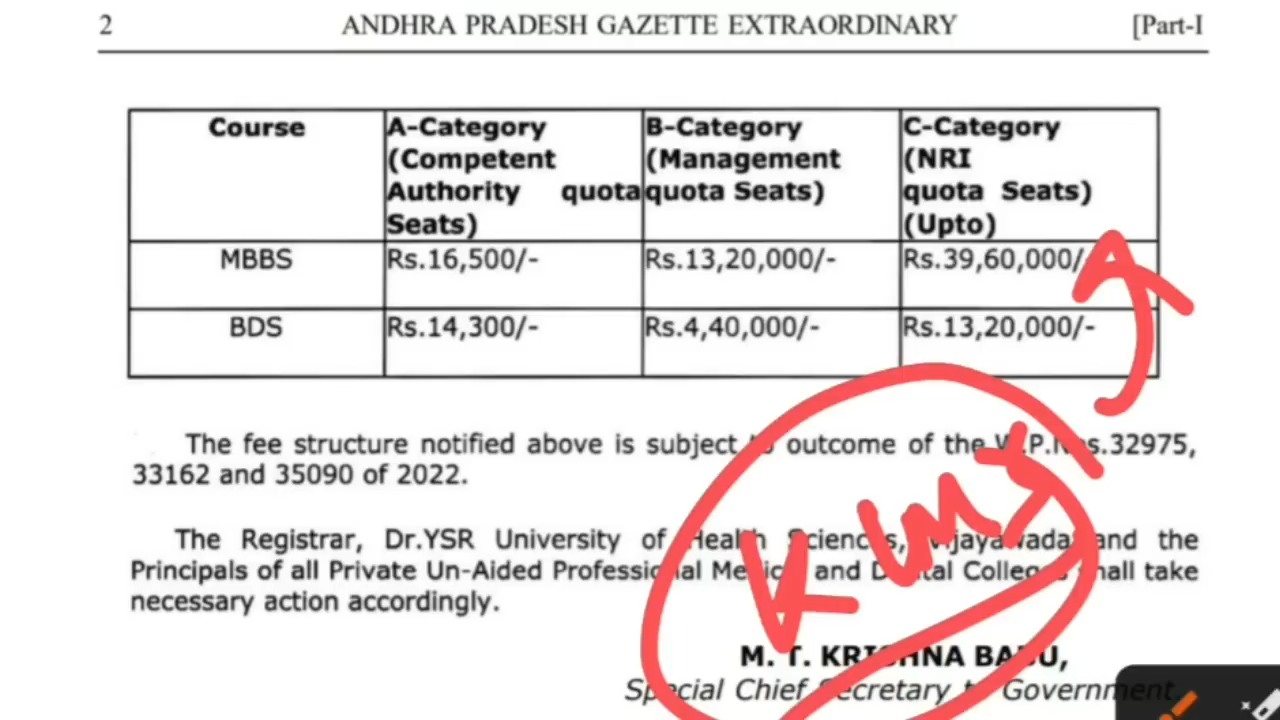 2 ANDHRA PRADESH GAZETTE EXTRAORDINARY [Part-I
Course A-Category B-Category C-Category
(Competent (Management (NRI
Authority quota quota Seats) quota Seats)
Seats) (Upto)
MBBS Rs.16,500/- Rs.13,20,000/- Rs.39,60,000/-
BDS Rs.14,300/- Rs.4,40,000/- Rs.13,20,000/-
The fee structure notified above is subject to outcome of the W.P.Nos.32975,
33162 and 35090 of 2022.
The Registrar, Dr.YSR University of Health Sciences, Vijayawada and the
Principals of all Private Un-Aided Professional Medical and Dental Colleges shall take
necessary action accordingly.
M. T. KRISHNA BABU,
Special Chief Secretary to Government.